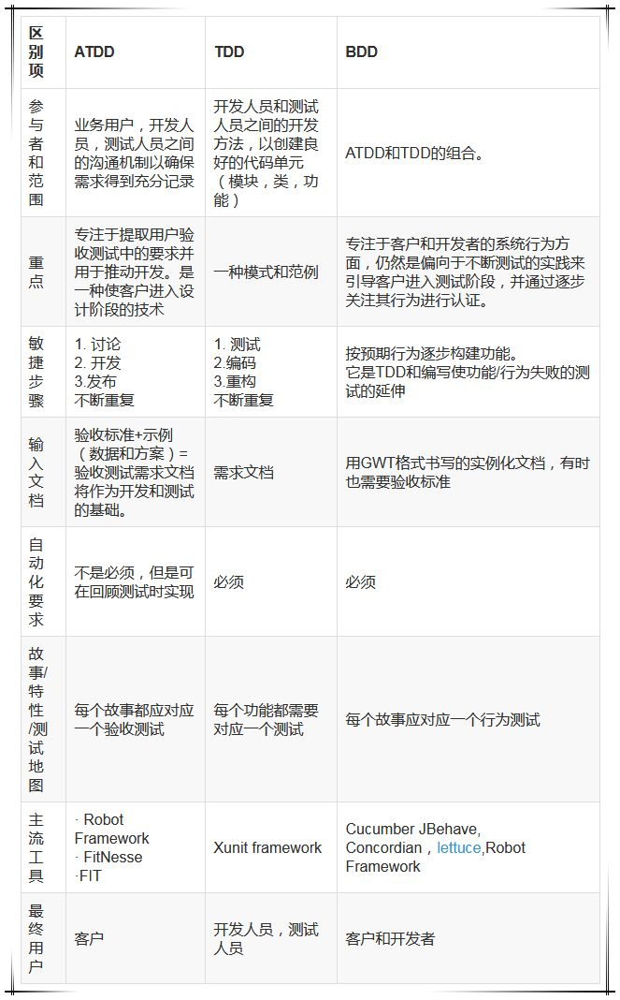 区
别
项
ATDD
TDD
BDD
参
与
者
和
范
围
业务用户，开发人
员，测试人员之间
的沟通机制以确保
需求得到充分记录
开发人员和测试
人员之间的开发
方法，以创建良
好的代码单元
（模块，类，功
能）
ATDD和TDD的组合。
重
点
专注于提取用户验
收测试中的要求并
用于推动开发。是
一种使客户进入设
计阶段的技术
一种模式和范例
专注于客户和开发者的系统行为方
面，仍然是偏向于不断测试的实践来
引导客户进入测试阶段，并通过逐步
关注其行为进行认证。
敏
捷
步
骤
1. 讨论
2. 开发
3.发布
不断重复
1. 测试
2.编码
3.重构
不断重复
按预期行为逐步构建功能。
它是TDD和编写使功能/行为失败的测
试的延伸
输
入
文
档
验收标准+示例
（数据和方案）=
验收测试需求文档
将作为开发和测试
的基础。
需求文档
用GWT格式书写的实例化文档，有时
也需要验收标准
自
动
化
要
求
不是必须，但是可
在回顾测试时实现
必须
必须
故
事/
特
性
/测
试
地
图
每个故事都应对应
一个验收测试
每个功能都需要
对应一个测试
每个故事应对应一个行为测试
主
流
工
具
· Robot
Framework
· FitNesse
·FIT
Xunit framework
Cucumber JBehave,
Concordian，lettuce,Robot
Framework
最
终
用
户
客户
开发人员，测试
人员
客户和开发者